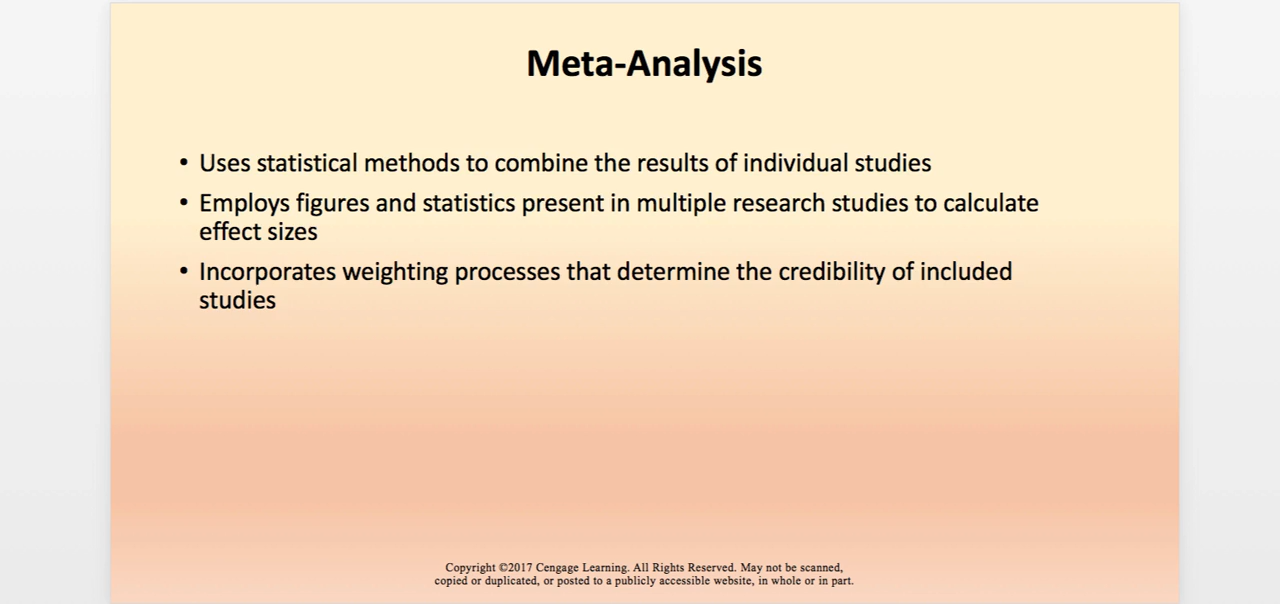 Meta-Analysis
• Uses statistical methods to combine the results of individual studies
• Employs figures and statistics present in multiple research studies to calculate
effect sizes
• Incorporates weighting processes that determine the credibility of included
studies
Copyright ©2017 Cengage Learning. All Rights Reserved. May not be scanned,
copied or duplicated, or posted to a publicly accessible website, in whole or in part.